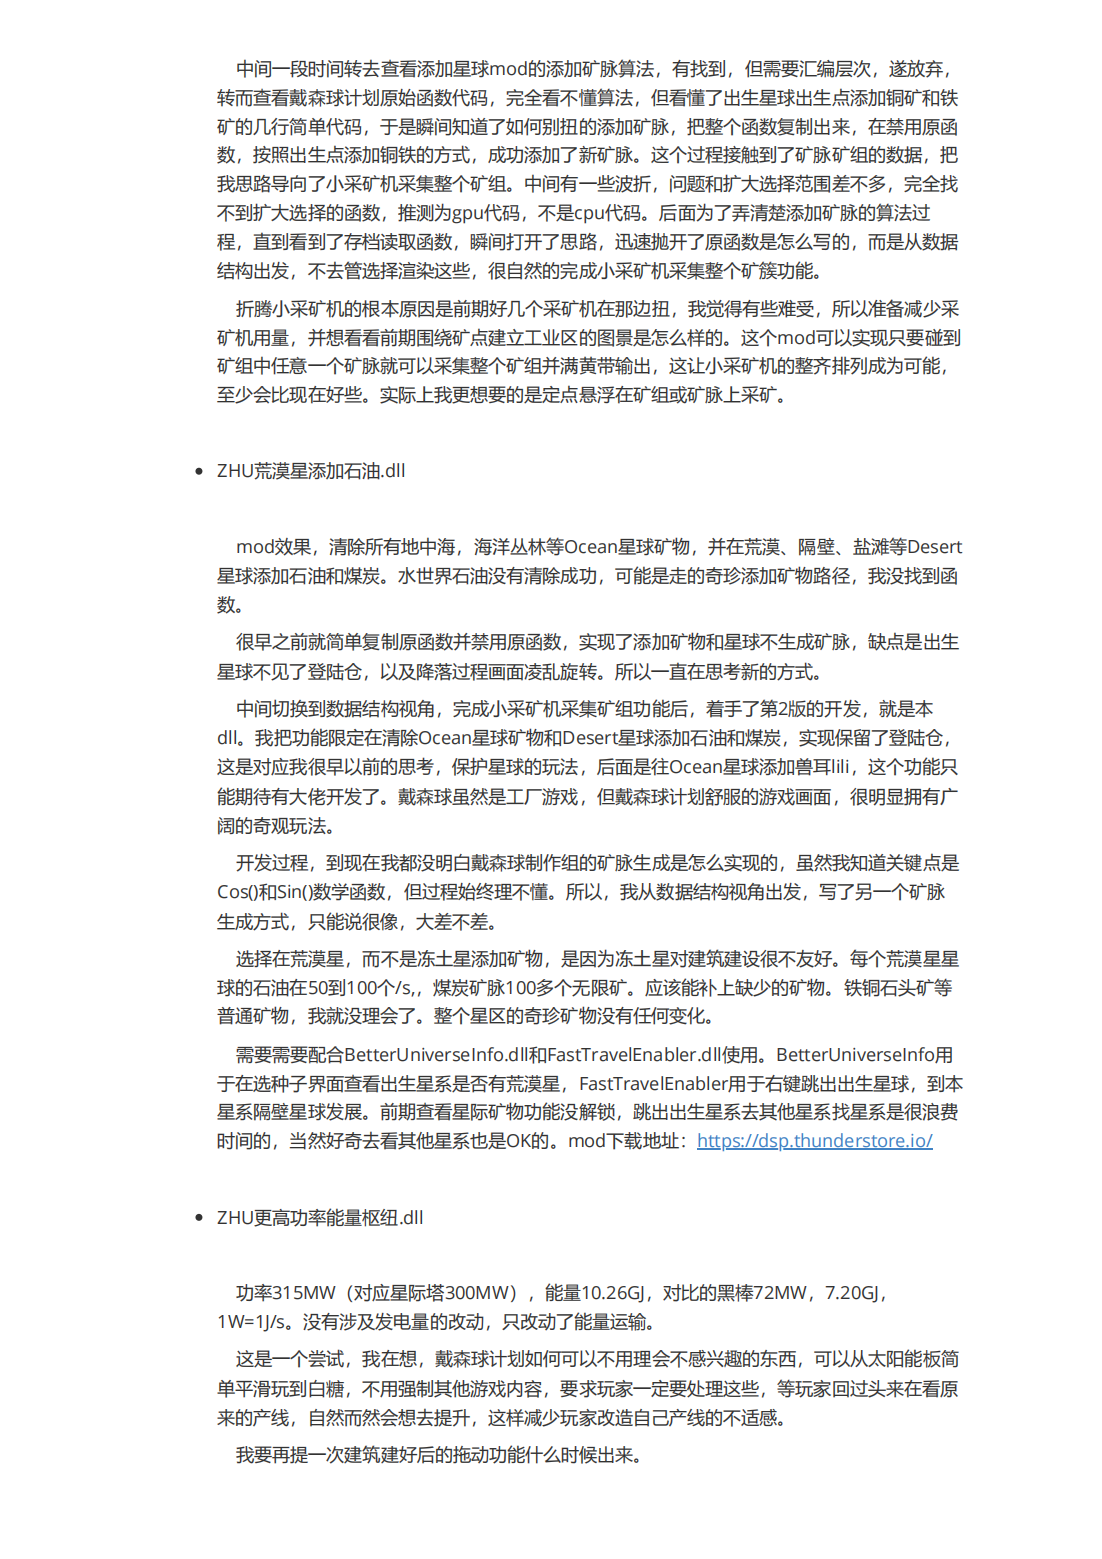 中间一段时间转去查看添加星球mod的添加矿脉算法，有找到，但需要汇编层次，遂放弃，
转而查看戴森球计划原始函数代码，完全看不懂算法，但看懂了出生星球出生点添加铜矿和铁
矿的几行简单代码，于是瞬间知道了如何别扭的添加矿脉，把整个函数复制出来，在禁用原函
数，按照出生点添加铜铁的方式，成功添加了新矿脉。这个过程接触到了矿脉矿组的数据，把
我思路导向了小采矿机采集整个矿组。中间有一些波折，问题和扩大选择范围差不多，完全找
不到扩大选择的函数，推测为gpu代码，不是cpu代码。后面为了弄清楚添加矿脉的算法过
程，直到看到了存档读取函数，瞬间打开了思路，迅速抛开了原函数是怎么写的，而是从数据
结构出发，不去管选择渲染这些，很自然的完成小采矿机采集整个矿簇功能。
折腾小采矿机的根本原因是前期好几个采矿机在那边扭，我觉得有些难受，所以准备减少采
矿机用量，并想看看前期围绕矿点建立工业区的图景是怎么样的。这个mod可以实现只要碰到
矿组中任意一个矿脉就可以采集整个矿组并满黄带输出，这让小采矿机的整齐排列成为可能，
至少会比现在好些。实际上我更想要的是定点悬浮在矿组或矿脉上采矿。
• ZHU荒漠星添加石油.dll
mod效果，清除所有地中海，海洋丛林等Ocean星球矿物，并在荒漠、隔壁、盐滩等Desert
星球添加石油和煤炭。水世界石油没有清除成功，可能是走的奇珍添加矿物路径，我没找到函
数。
很早之前就简单复制原函数并禁用原函数，实现了添加矿物和星球不生成矿脉，缺点是出生
星球不见了登陆仓，以及降落过程画面凌乱旋转。所以一直在思考新的方式。
中间切换到数据结构视角，完成小采矿机采集矿组功能后，着手了第2版的开发，就是本
dll。我把功能限定在清除Ocean星球矿物和Desert星球添加石油和煤炭，实现保留了登陆仓，
这是对应我很早以前的思考，保护星球的玩法，后面是往Ocean星球添加兽耳lili，这个功能只
能期待有大佬开发了。戴森球虽然是工厂游戏，但戴森球计划舒服的游戏画面，很明显拥有广
阔的奇观玩法。
开发过程，到现在我都没明白戴森球制作组的矿脉生成是怎么实现的，虽然我知道关键点是
Cos()和Sin()数学函数，但过程始终理不懂。所以，我从数据结构视角出发，写了另一个矿脉
生成方式，只能说很像，大差不差。
选择在荒漠星，而不是冻土星添加矿物，是因为冻土星对建筑建设很不友好。每个荒漠星星
球的石油在50到100个/s,，煤炭矿脉100多个无限矿。应该能补上缺少的矿物。铁铜石头矿等
普通矿物，我就没理会了。整个星区的奇珍矿物没有任何变化。
需要需要配合BetterUniverseInfo.dll和FastTravelEnabler.dll使用。BetterUniverseInfo用
于在选种子界面查看出生星系是否有荒漠星，FastTravelEnabler用于右键跳出出生星球，到本
星系隔壁星球发展。前期查看星际矿物功能没解锁，跳出出生星系去其他星系找星系是很浪费
时间的，当然好奇去看其他星系也是OK的。mod下载地址：https://dsp.thunderstore.io/
• ZHU更高功率能量枢纽.dll
功率315MW（对应星际塔300MW），能量10.26GJ，对比的黑棒72MW，7.20GJ，
1W=1J/s。没有涉及发电量的改动，只改动了能量运输。
这是一个尝试，我在想，戴森球计划如何可以不用理会不感兴趣的东西，可以从太阳能板简
单平滑玩到白糖，不用强制其他游戏内容，要求玩家一定要处理这些，等玩家回过头来在看原
来的产线，自然而然会想去提升，这样减少玩家改造自己产线的不适感。
我要再提一次建筑建好后的拖动功能什么时候出来。